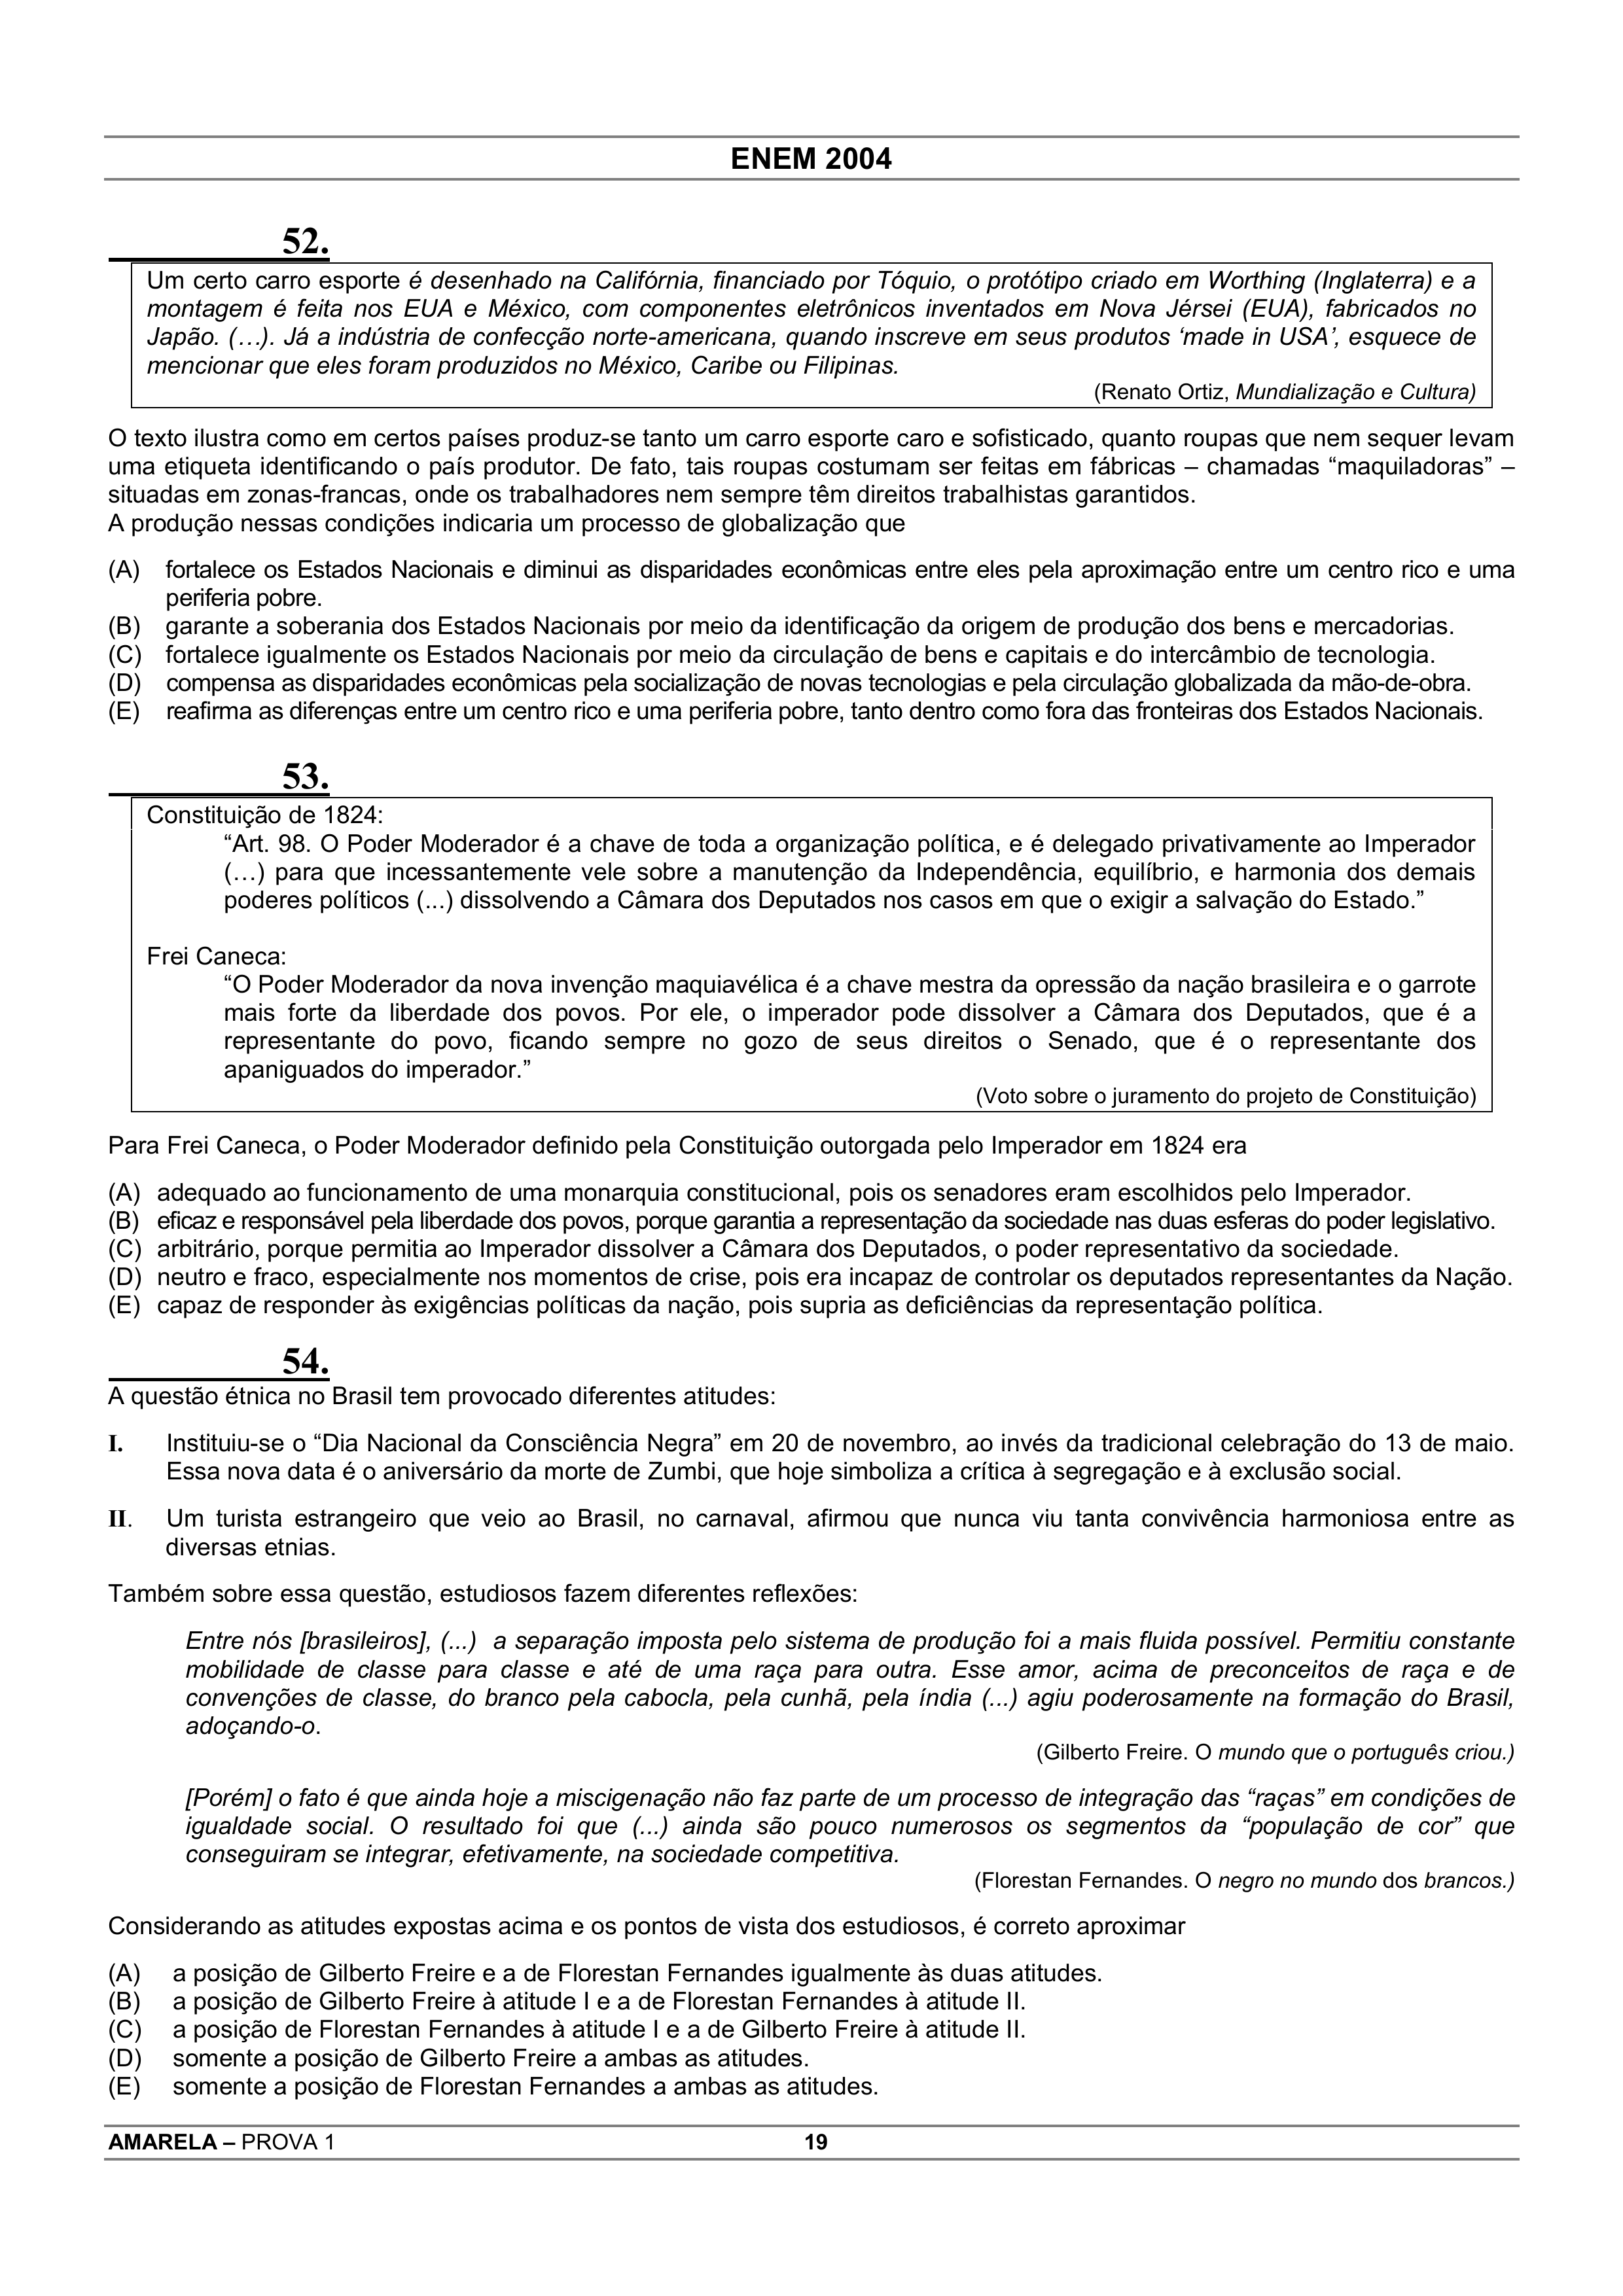 ENEM 2004
52.
Um certo carro esporte é desenhado na Califórnia, financiado por Tóquio, o protótipo criado em Worthing (Inglaterra) e a
montagem é feita nos EUA e México, com componentes eletrônicos inventados em Nova Jérsei (EUA), fabricados no
Japão. (…). Já a indústria de confecção norte-americana, quando inscreve em seus produtos ‘made in USA’, esquece de
mencionar que eles foram produzidos no México, Caribe ou Filipinas.
(Renato Ortiz, Mundialização e Cultura)
O texto ilustra como em certos países produz-se tanto um carro esporte caro e sofisticado, quanto roupas que nem sequer levam
uma etiqueta identificando o país produtor. De fato, tais roupas costumam ser feitas em fábricas – chamadas “maquiladoras” –
situadas em zonas-francas, onde os trabalhadores nem sempre têm direitos trabalhistas garantidos.
A produção nessas condições indicaria um processo de globalização que
(A) fortalece os Estados Nacionais e diminui as disparidades econômicas entre eles pela aproximação entre um centro rico e uma
periferia pobre.
(B) garante a soberania dos Estados Nacionais por meio da identificação da origem de produção dos bens e mercadorias.
(C) fortalece igualmente os Estados Nacionais por meio da circulação de bens e capitais e do intercâmbio de tecnologia.
(D) compensa as disparidades econômicas pela socialização de novas tecnologias e pela circulação globalizada da mão-de-obra.
(E) reafirma as diferenças entre um centro rico e uma periferia pobre, tanto dentro como fora das fronteiras dos Estados Nacionais.
53.
Constituição de 1824:
“Art. 98. O Poder Moderador é a chave de toda a organização política, e é delegado privativamente ao Imperador
(…) para que incessantemente vele sobre a manutenção da Independência, equilíbrio, e harmonia dos demais
poderes políticos (...) dissolvendo a Câmara dos Deputados nos casos em que o exigir a salvação do Estado.”
Frei Caneca:
“O Poder Moderador da nova invenção maquiavélica é a chave mestra da opressão da nação brasileira e o garrote
mais forte da liberdade dos povos. Por ele, o imperador pode dissolver a Câmara dos Deputados, que é a
representante do povo, ficando sempre no gozo de seus direitos o Senado, que é o representante dos
apaniguados do imperador.”
(Voto sobre o juramento do projeto de Constituição)
Para Frei Caneca, o Poder Moderador definido pela Constituição outorgada pelo Imperador em 1824 era
(A) adequado ao funcionamento de uma monarquia constitucional, pois os senadores eram escolhidos pelo Imperador.
(B) eficaz e responsável pela liberdade dos povos, porque garantia a representação da sociedade nas duas esferas do poder legislativo.
(C) arbitrário, porque permitia ao Imperador dissolver a Câmara dos Deputados, o poder representativo da sociedade.
(D) neutro e fraco, especialmente nos momentos de crise, pois era incapaz de controlar os deputados representantes da Nação.
(E) capaz de responder às exigências políticas da nação, pois supria as deficiências da representação política.
54.
A questão étnica no Brasil tem provocado diferentes atitudes:
I. Instituiu-se o “Dia Nacional da Consciência Negra” em 20 de novembro, ao invés da tradicional celebração do 13 de maio.
Essa nova data é o aniversário da morte de Zumbi, que hoje simboliza a crítica à segregação e à exclusão social.
II. Um turista estrangeiro que veio ao Brasil, no carnaval, afirmou que nunca viu tanta convivência harmoniosa entre as
diversas etnias.
Também sobre essa questão, estudiosos fazem diferentes reflexões:
Entre nós [brasileiros], (...) a separação imposta pelo sistema de produção foi a mais fluida possível. Permitiu constante
mobilidade de classe para classe e até de uma raça para outra. Esse amor, acima de preconceitos de raça e de
convenções de classe, do branco pela cabocla, pela cunhã, pela índia (...) agiu poderosamente na formação do Brasil,
adoçando-o.
(Gilberto Freire. O mundo que o português criou.)
[Porém] o fato é que ainda hoje a miscigenação não faz parte de um processo de integração das “raças” em condições de
igualdade social. O resultado foi que (...) ainda são pouco numerosos os segmentos da “população de cor” que
conseguiram se integrar, efetivamente, na sociedade competitiva.
(Florestan Fernandes. O negro no mundo dos brancos.)
Considerando as atitudes expostas acima e os pontos de vista dos estudiosos, é correto aproximar
(A) a posição de Gilberto Freire e a de Florestan Fernandes igualmente às duas atitudes.
(B) a posição de Gilberto Freire à atitude I e a de Florestan Fernandes à atitude II.
(C) a posição de Florestan Fernandes à atitude I e a de Gilberto Freire à atitude II.
(D) somente a posição de Gilberto Freire a ambas as atitudes.
(E) somente a posição de Florestan Fernandes a ambas as atitudes.
AMARELA – PROVA 1 19